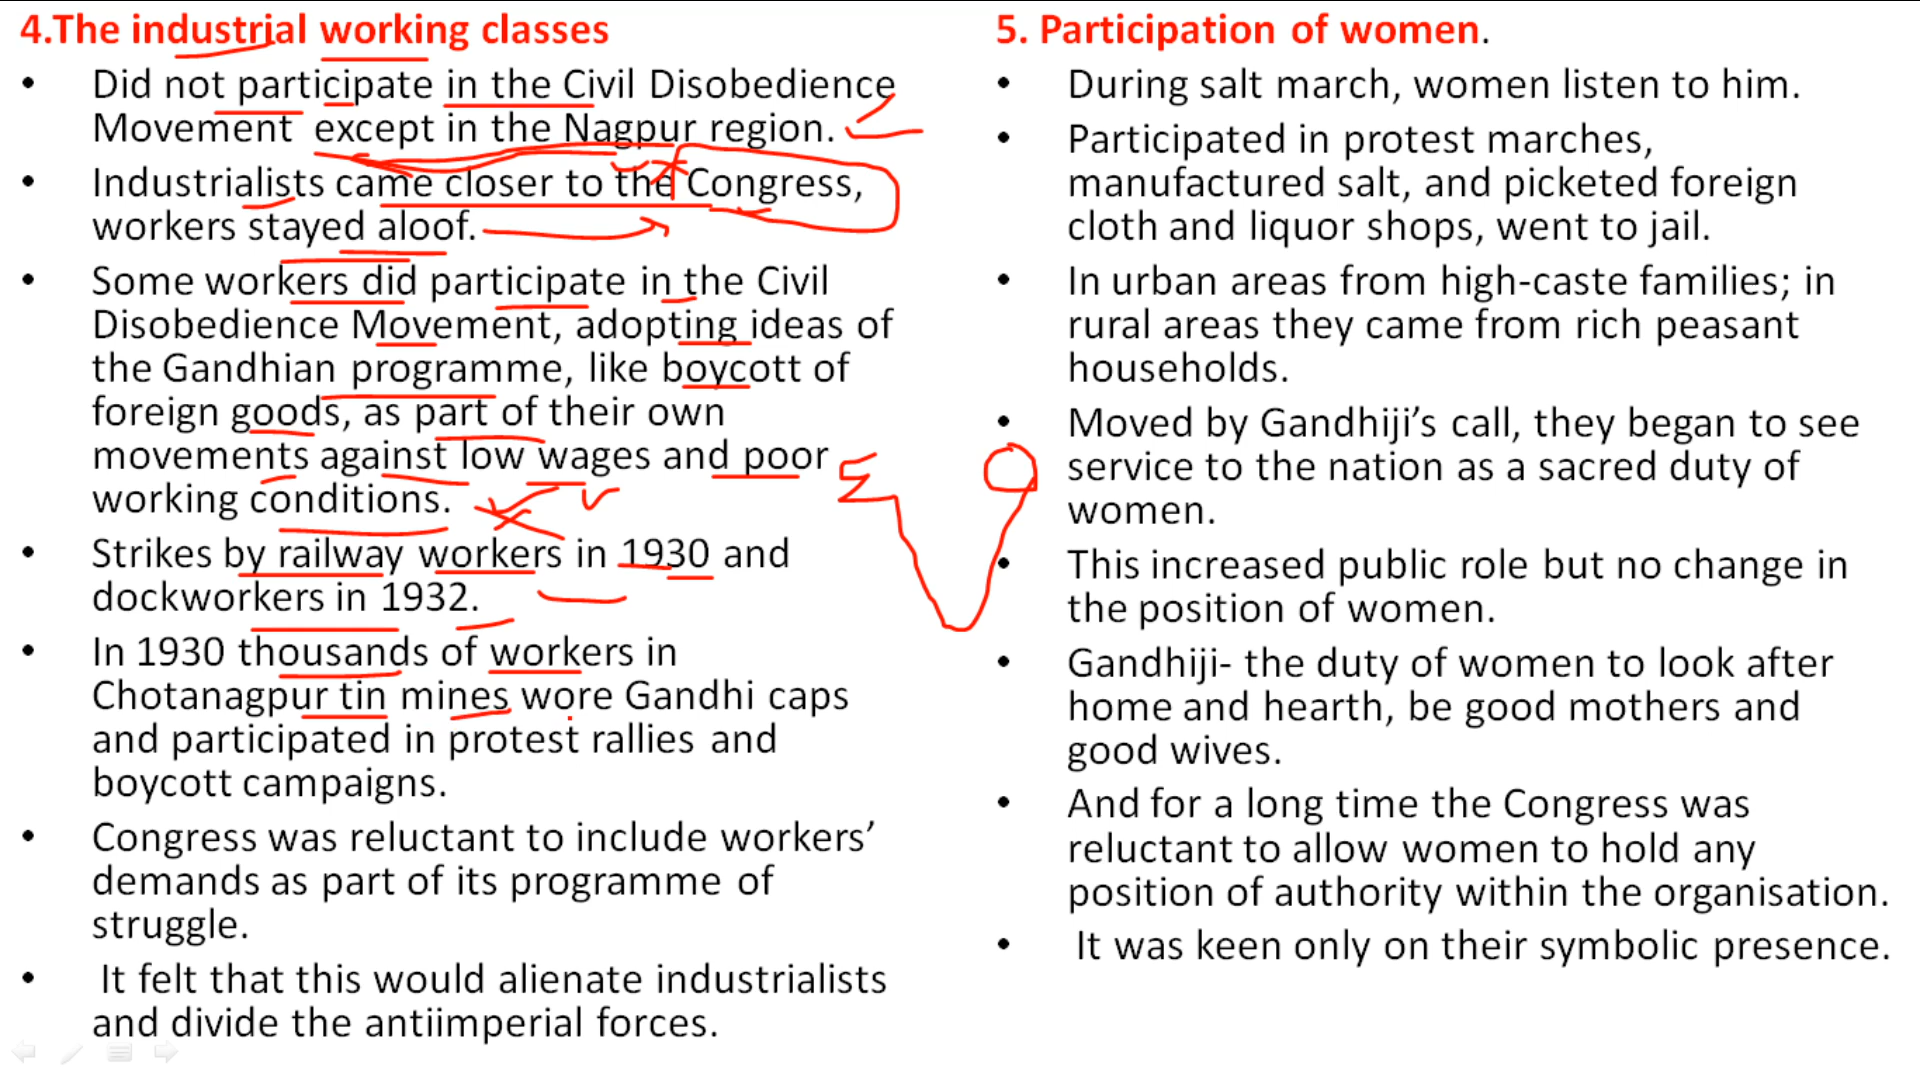 4.The industrial working classes
• Did not participate in the Civil Disobedience
Movement except in the Nagpur region.
• Industrialists came closer to the Congress,
workers stayed aloof.
• Some workers did participate in the Civil
Disobedience Movement, adopting ideas of
the Gandhian programme, like boycott of
foreign goods, as part of their own
movements against low wages and poor
working conditions.
• Strikes by railway workers in 1930 and
dockworkers in 1932.
• In 1930 thousands of workers in
Chotanagpur tin mines wore Gandhi caps
and participated in protest rallies and
boycott campaigns.
• Congress was reluctant to include workers’
demands as part of its programme of
struggle.
• It felt that this would alienate industrialists
and divide the antiimperial forces.
5. Participation of women.
• During salt march, women listen to him.
• Participated in protest marches,
manufactured salt, and picketed foreign
cloth and liquor shops, went to jail.
• In urban areas from high-caste families; in
rural areas they came from rich peasant
households.
• Moved by Gandhiji’s call, they began to see
service to the nation as a sacred duty of
women.
• This increased public role but no change in
the position of women.
• Gandhiji- the duty of women to look after
home and hearth, be good mothers and
good wives.
• And for a long time the Congress was
reluctant to allow women to hold any
position of authority within the organisation.
• It was keen only on their symbolic presence.